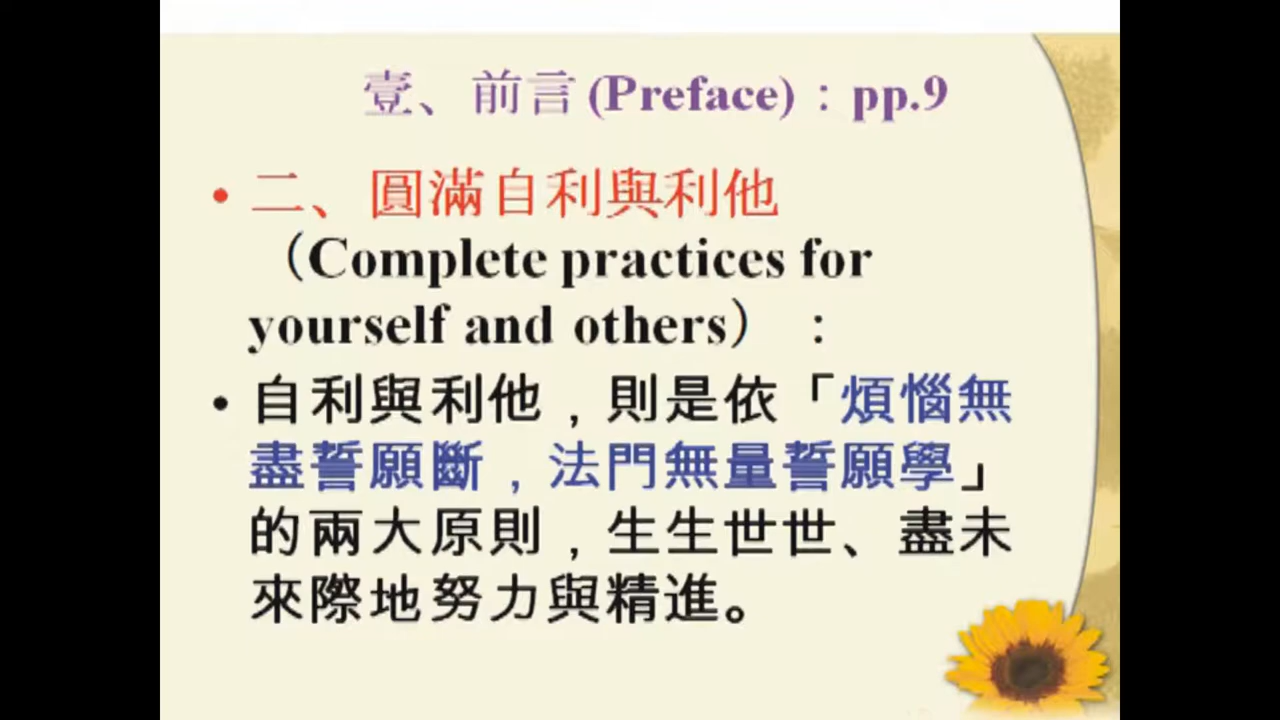 壹、前言(Preface)：pp.9
• 二、圓滿自利與利他
（Complete practices for
yourself and others）：
• 自利與利他，則是依「煩惱無
盡誓願斷，法門無量誓願學」
的兩大原則，生生世世、盡未
來際地努力與精進。